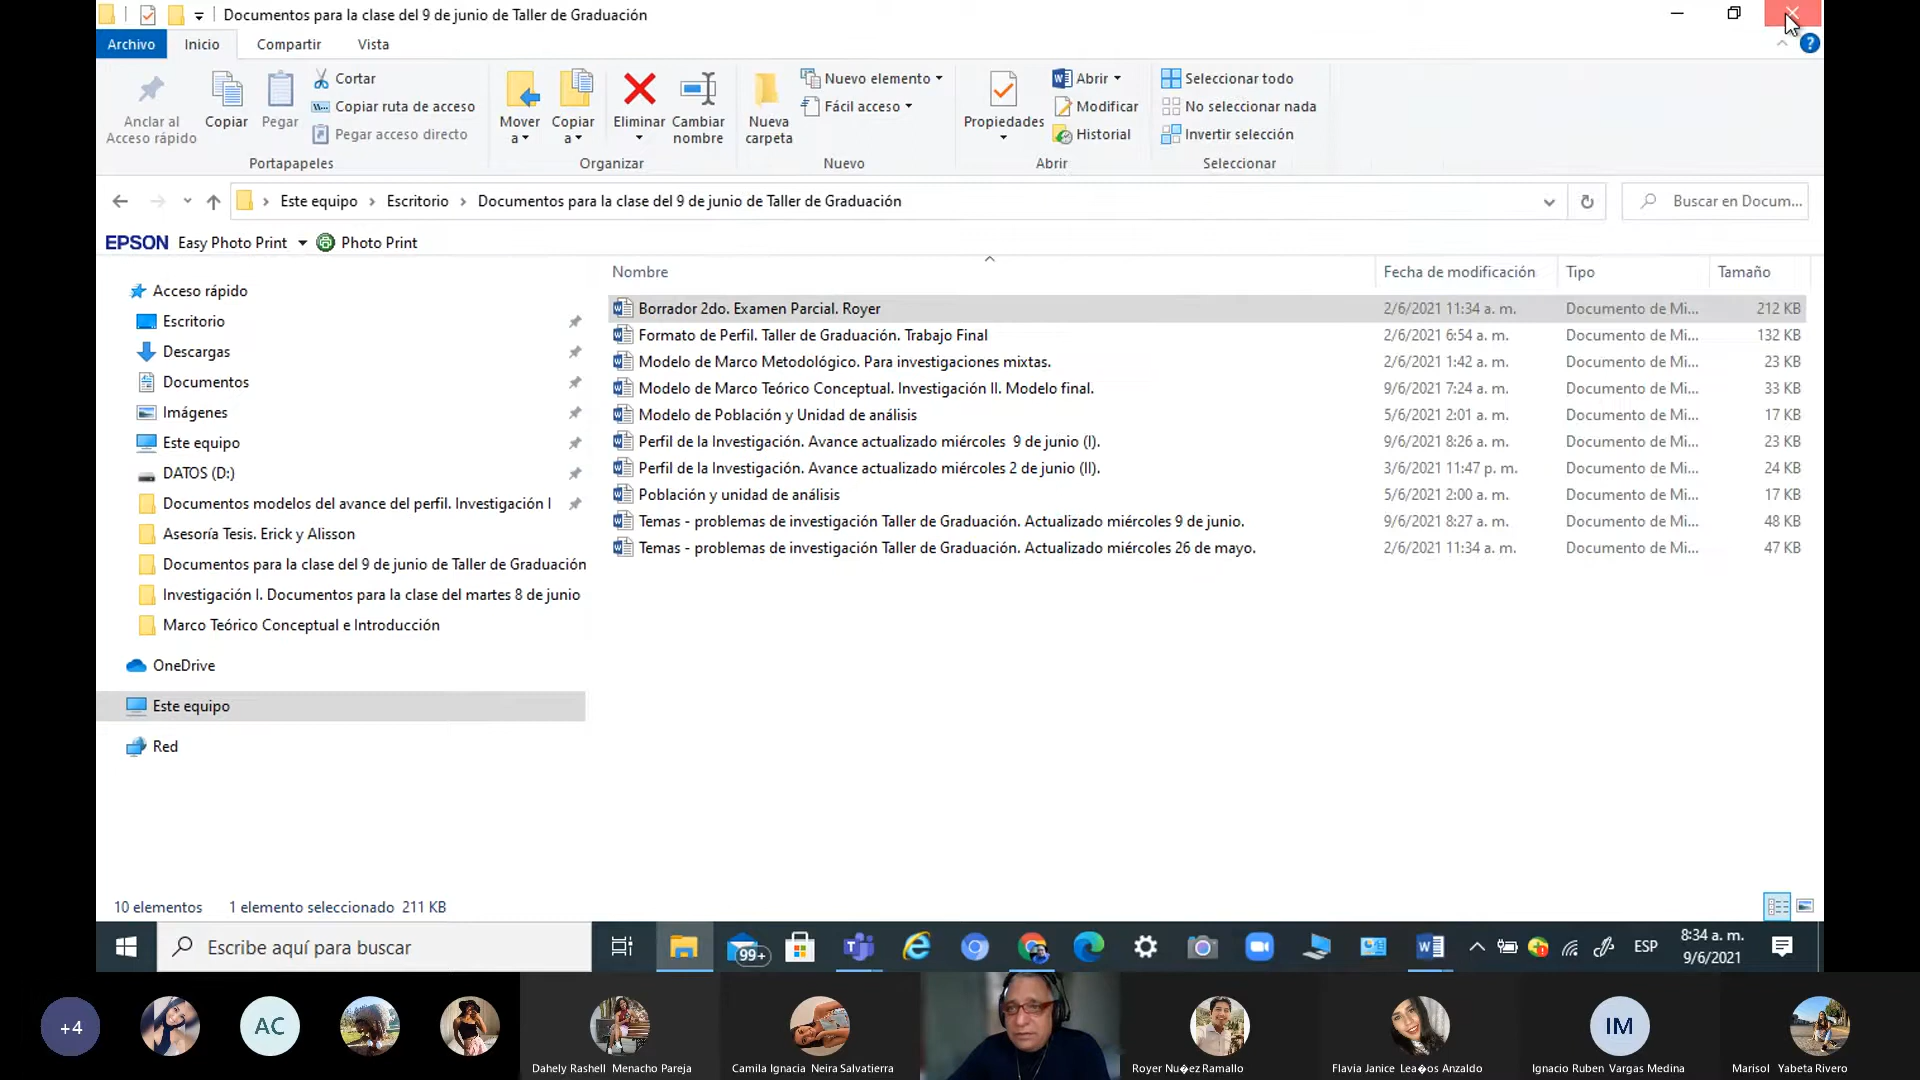 Documentos para la clase del 9 de junio de Taller de Graduación
Archivo Inicio Compartir Vista
Anclar al Acceso rápido
Copiar
Pegar
Cortar
Copiar ruta de acceso
Pegar acceso directo
Portapapeles
Mover a
Copiar a
Eliminar
Cambiar nombre
Organizar
Nueva carpeta
Nuevo elemento
Fácil acceso
Nuevo
Propiedades
Abrir
Modificar
Historial
Abrir
Seleccionar todo
No seleccionar nada
Invertir selección
Seleccionar
Este equipo > Escritorio > Documentos para la clase del 9 de junio de Taller de Graduación
Buscar en Docum...
EPSON Easy Photo Print Photo Print
Acceso rápido
Escritorio
Descargas
Documentos
Imágenes
Este equipo
DATOS (D:)
Documentos modelos del avance del perfil. Investigación I
Asesoría Tesis. Erick y Alisson
Documentos para la clase del 9 de junio de Taller de Graduación
Investigación I. Documentos para la clase del martes 8 de junio
Marco Teórico Conceptual e Introducción
OneDrive
Este equipo
Red
Nombre Fecha de modificación Tipo Tamaño
Borrador 2do. Examen Parcial. Royer 2/6/2021 11:34 a. m. Documento de Mi... 212 KB
Formato de Perfil. Taller de Graduación. Trabajo Final 2/6/2021 6:54 a. m. Documento de Mi... 132 KB
Modelo de Marco Metodológico. Para investigaciones mixtas. 2/6/2021 1:42 a. m. Documento de Mi... 23 KB
Modelo de Marco Teórico Conceptual. Investigación II. Modelo final. 9/6/2021 7:24 a. m. Documento de Mi... 33 KB
Modelo de Población y Unidad de análisis 5/6/2021 2:01 a. m. Documento de Mi... 17 KB
Perfil de la Investigación. Avance actualizado miércoles 9 de junio (I). 9/6/2021 8:26 a. m. Documento de Mi... 23 KB
Perfil de la Investigación. Avance actualizado miércoles 2 de junio (II). 3/6/2021 11:47 p. m. Documento de Mi... 24 KB
Población y unidad de análisis 5/6/2021 2:00 a. m. Documento de Mi... 17 KB
Temas - problemas de investigación Taller de Graduación. Actualizado miércoles 9 de junio. 9/6/2021 8:27 a. m. Documento de Mi... 48 KB
Temas - problemas de investigación Taller de Graduación. Actualizado miércoles 26 de mayo. 2/6/2021 11:34 a. m. Documento de Mi... 47 KB
10 elementos 1 elemento seleccionado 211 KB
Escribe aquí para buscar
99+
ESP
8:34 a. m.
9/6/2021
+4
AC
IM
Dahely Rashell Menacho Pareja
Camila Ignacia Neira Salvatierra
Royer Nu�ez Ramallo
Flavia Janice Lea�os Anzaldo
Ignacio Ruben Vargas Medina
Marisol Yabeta Rivero